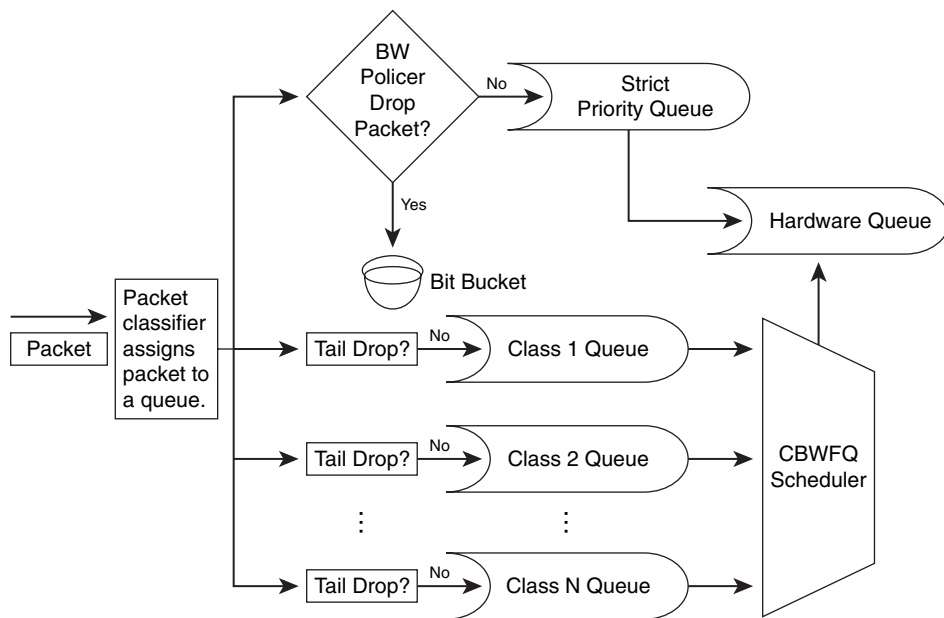 BW
Policer
Drop
Packet?
No
Strict
Priority Queue
Yes
Hardware Queue
Bit Bucket
Packet
Packet
classifier
assigns
packet to
a queue.
Tail Drop?
No
Class 1 Queue
Tail Drop?
No
Class 2 Queue
CBWFQ
Scheduler
Tail Drop?
No
Class N Queue